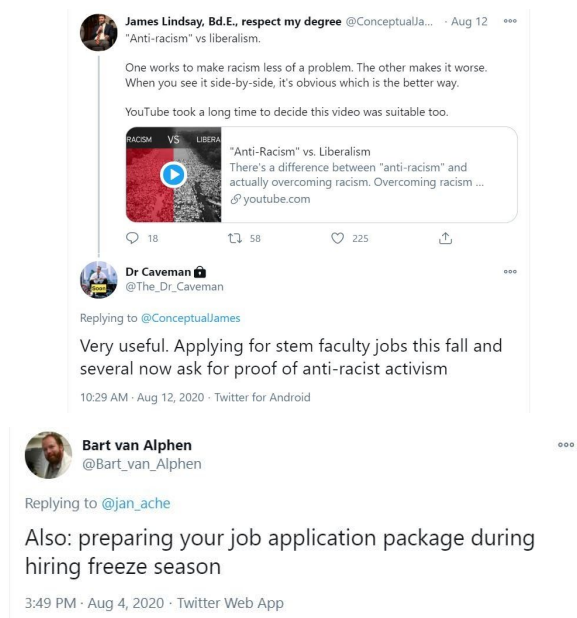 James Lindsay, Bd.E., respect my degree @ConceptualJa... · Aug 12
"Anti-racism" vs liberalism.
One works to make racism less of a problem. The other makes it worse.
When you see it side-by-side, it's obvious which is the better way.
YouTube took a long time to decide this video was suitable too.
RACISM VS LIBERA
"Anti-Racism" vs. Liberalism
There's a difference between "anti-racism" and
actually overcoming racism. Overcoming racism ...
youtube.com
18 58 225
Dr Caveman
@The_Dr_Caveman
Soon
Replying to @ConceptualJames
Very useful. Applying for stem faculty jobs this fall and
several now ask for proof of anti-racist activism
10:29 AM · Aug 12, 2020 · Twitter for Android
Bart van Alphen
@Bart_van_Alphen
Replying to @jan_ache
Also: preparing your job application package during
hiring freeze season
3:49 PM · Aug 4, 2020 · Twitter Web App